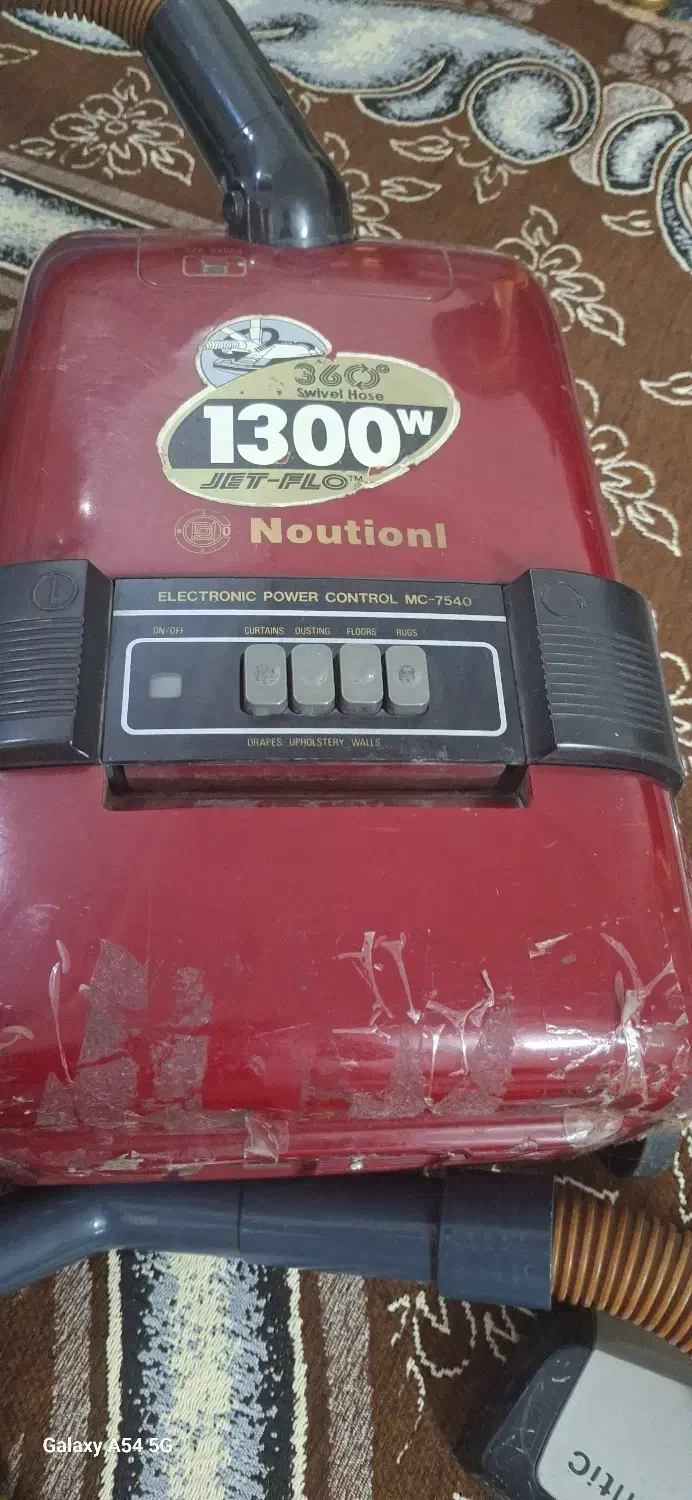 360°
Swivel Hose
1300W
JET-FLO™
Noutionl
ELECTRONIC POWER CONTROL MC-7540
ON/OFF CURTAINS DUSTING FLOORS RUGS
DRAPES UPHOLSTERY WALLS
Galaxy A54 5G